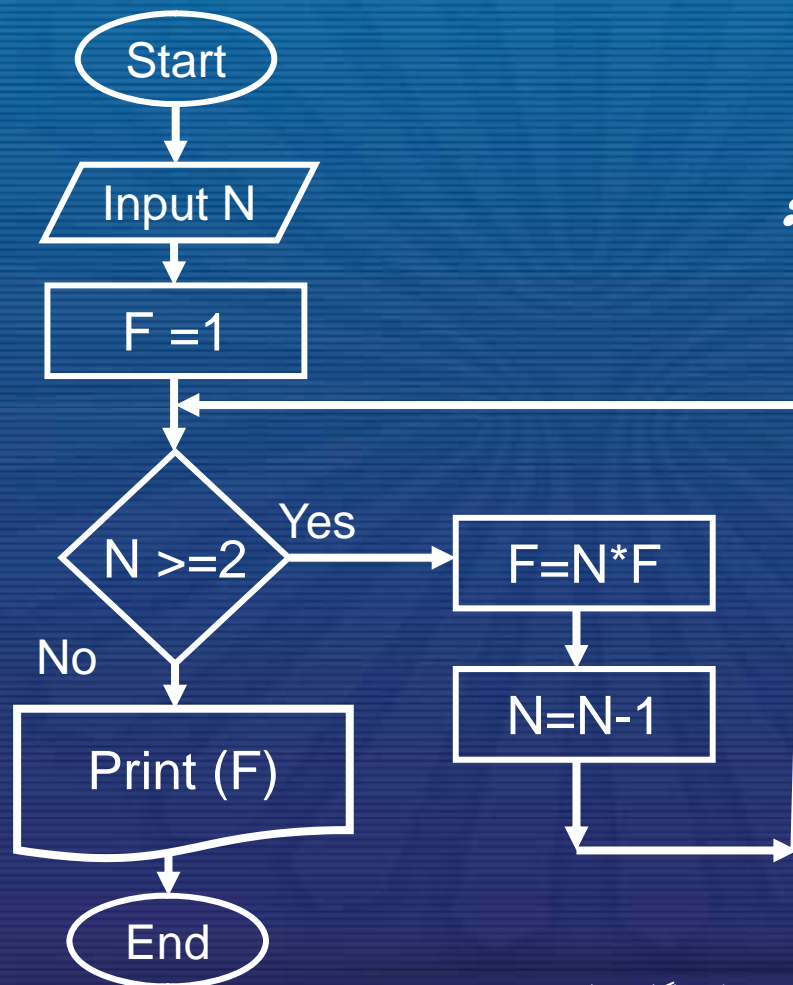 Start
Input N
F =1
N >=2
Yes
F=N*F
No
N=N-1
Print (F)
End